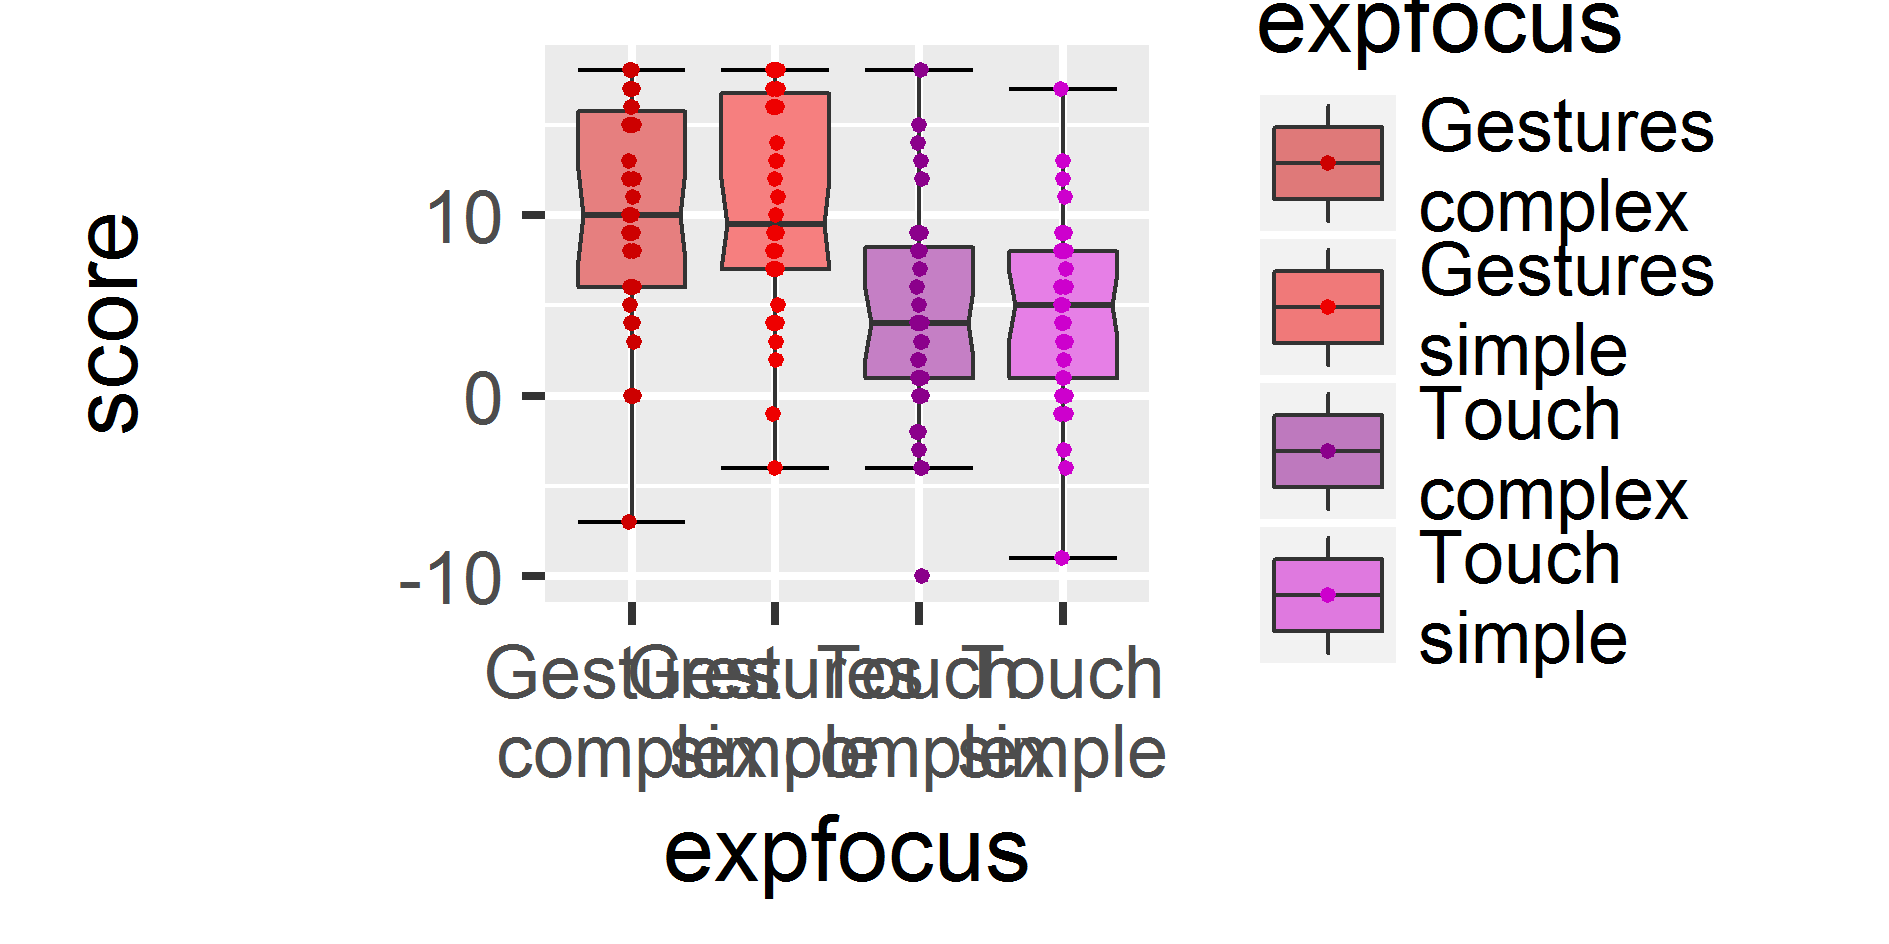 expfocus
Gestures
complex
Gestures
simple
Touch
complex
Touch
simple
score
10
0
-10
Gestures Gestures Touch Touch
complex simple complex simple
expfocus